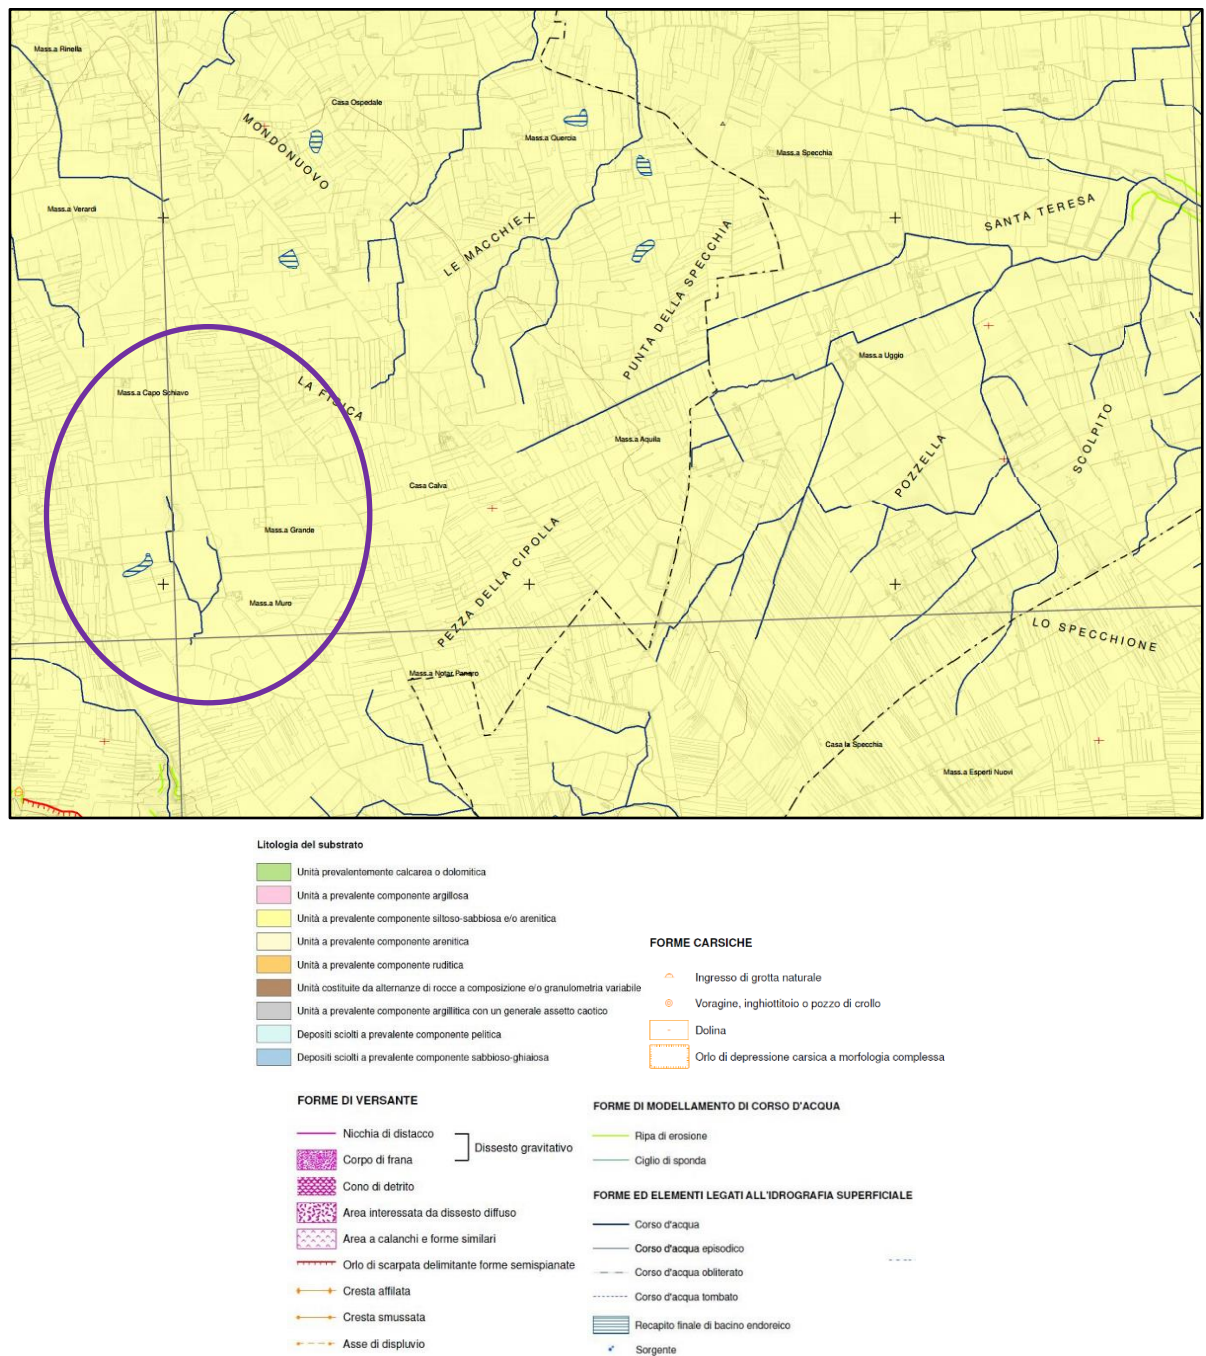 Mass.a Rinella
Casa Ospedale
MONDONUOVO
Mass.a Quercia
Mass.a Specchia
Mass.a Verardi
LE MACCHIE
SANTA TERESA
PUNTA DELLA SPECCHIA
Mass.a Uggio
Mass.a Capo Schiavo
LA FISICA
Mass.a Aquila
SCOLPITO
POZZELLA
Casa Calva
Mass.a Grande
PEZZA DELLA CIPOLLA
Mass.a Muro
LO SPECCHIONE
Mass.a Notar Panaro
Casa la Specchia
Mass.a Esperti Nuovi
Litologia del substrato
Unità prevalentemente calcarea o dolomitica
Unità a prevalente componente argillosa
Unità a prevalente componente siltoso-sabbiosa e/o arenitica
Unità a prevalente componente arenitica
Unità a prevalente componente ruditica
Unità costituite da alternanze di rocce a composizione e/o granulometria variabile
Unità a prevalente componente argillitica con un generale assetto caotico
Depositi sciolti a prevalente componente pelitica
Depositi sciolti a prevalente componente sabbioso-ghiaiosa
FORME CARSICHE
Ingresso di grotta naturale
Voragine, inghiottitoio o pozzo di crollo
Dolina
Orlo di depressione carsica a morfologia complessa
FORME DI VERSANTE
Nicchia di distacco
Corpo di frana
Dissesto gravitativo
Cono di detrito
Area interessata da dissesto diffuso
Area a calanchi e forme similari
Orlo di scarpata delimitante forme semispianate
Cresta affilata
Cresta smussata
Asse di displuvio
FORME DI MODELLAMENTO DI CORSO D'ACQUA
Ripa di erosione
Ciglio di sponda
FORME ED ELEMENTI LEGATI ALL'IDROGRAFIA SUPERFICIALE
Corso d'acqua
Corso d'acqua episodico
Corso d'acqua obliterato
Corso d'acqua tombato
Recapito finale di bacino endoreico
Sorgente